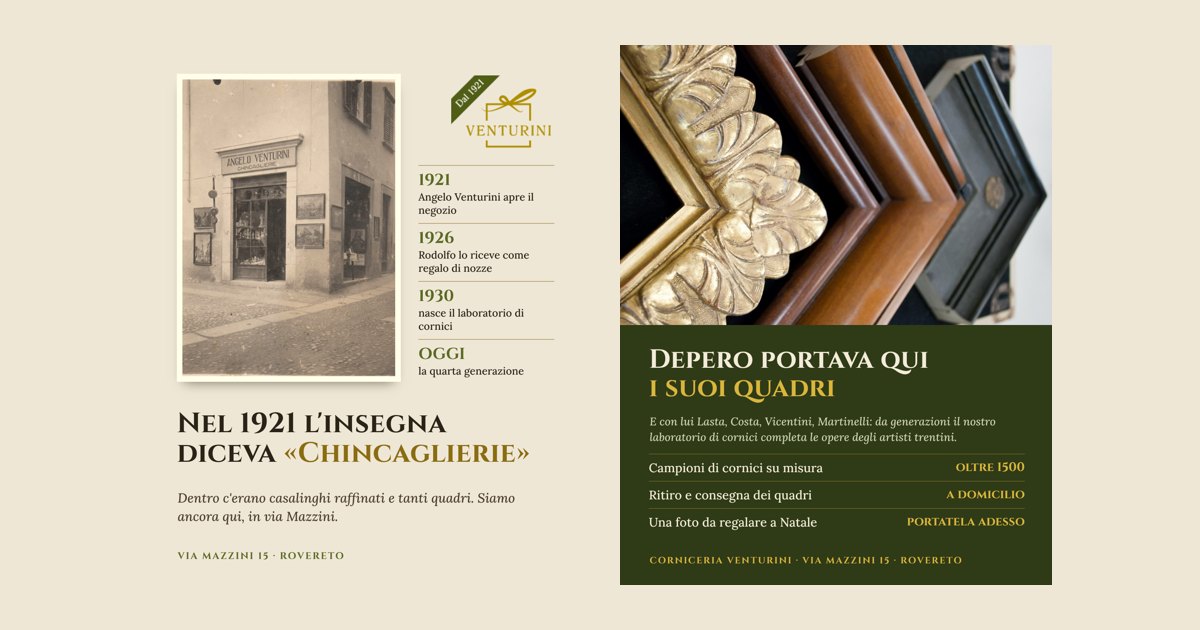 ANGELO VENTURINI
CHINCAGLIERIE
Dal 1921
VENTURINI
1921
Angelo Venturini apre il
negozio
1926
Rodolfo lo riceve come
regalo di nozze
1930
nasce il laboratorio di
cornici
OGGI
la quarta generazione
Nel 1921 l'insegna
diceva «Chincaglierie»
Dentro c'erano casalinghi raffinati e tanti quadri. Siamo
ancora qui, in via Mazzini.
VIA MAZZINI 15 · ROVERETO
Depero portava qui
i suoi quadri
E con lui Lasta, Costa, Vicentini, Martinelli: da generazioni il nostro
laboratorio di cornici completa le opere degli artisti trentini.
Campioni di cornici su misura OLTRE 1500
Ritiro e consegna dei quadri A DOMICILIO
Una foto da regalare a Natale PORTATELA ADESSO
CORNICERIA VENTURINI · VIA MAZZINI 15 · ROVERETO